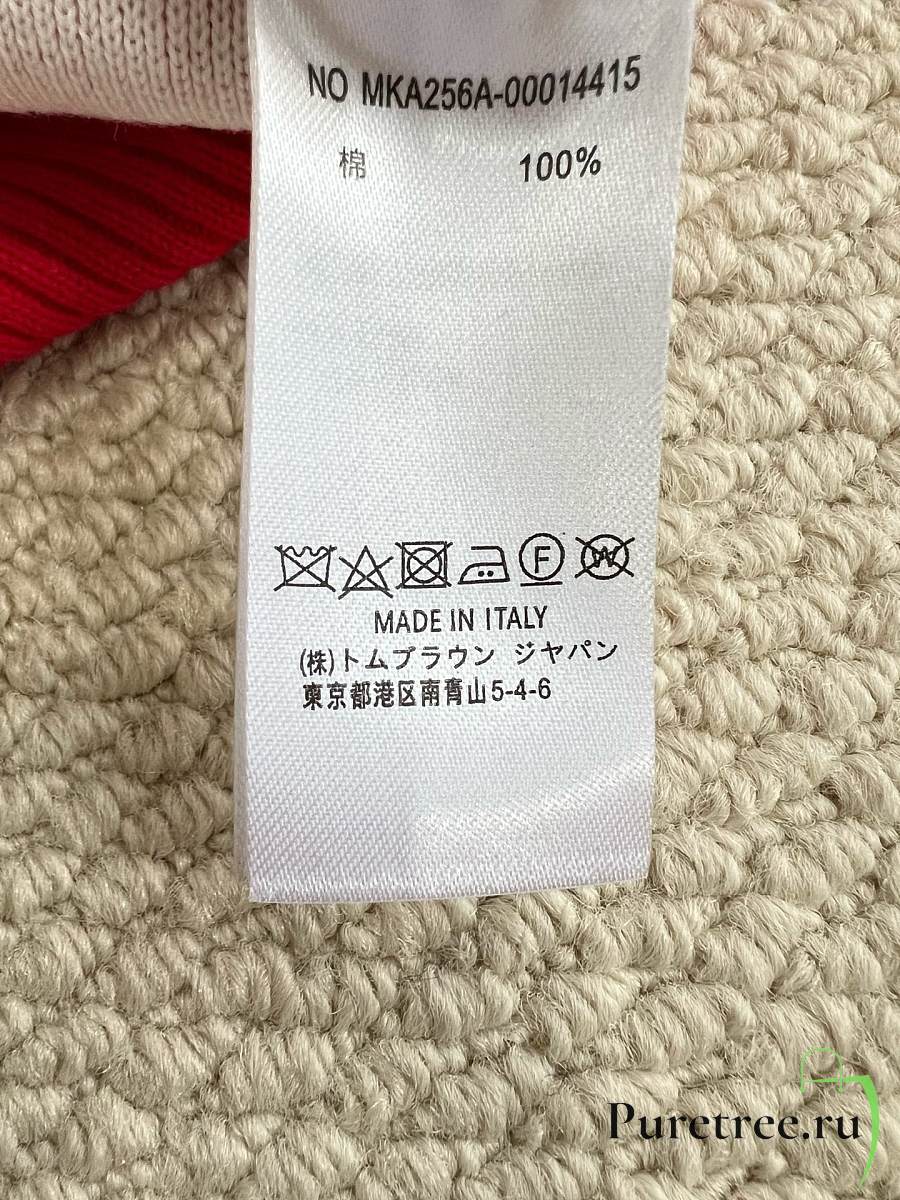 NO MKA256A-00014415
棉 100%
F W
MADE IN ITALY
(株)トムブラウン ジャパン
東京都港区南青山5-4-6
Puretree.ru